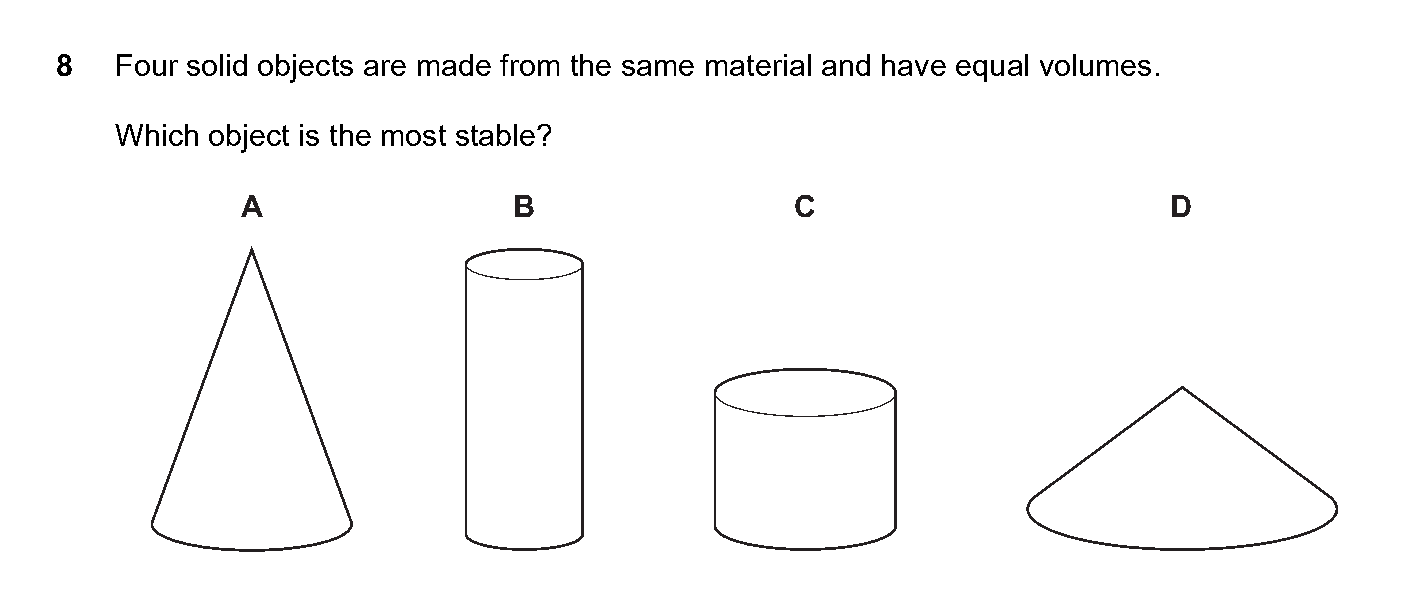 8 Four solid objects are made from the same material and have equal volumes.
Which object is the most stable?
A B C D